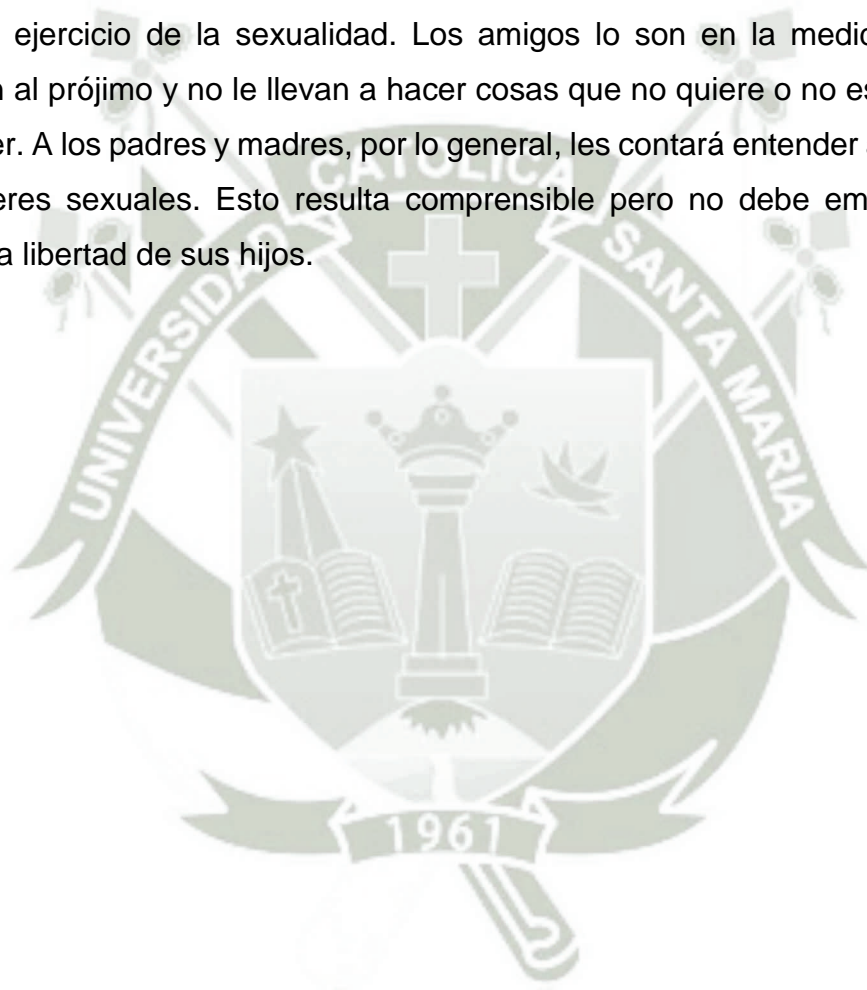 ejercicio de la sexualidad. Los amigos lo son en la medic
al prójimo y no le llevan a hacer cosas que no quiere o no es
er. A los padres y madres, por lo general, les contará entender
eres sexuales. Esto resulta comprensible pero no debe em
a libertad de sus hijos.
UNIVERSIDAD CATOLICA SANTA MARIA
1961